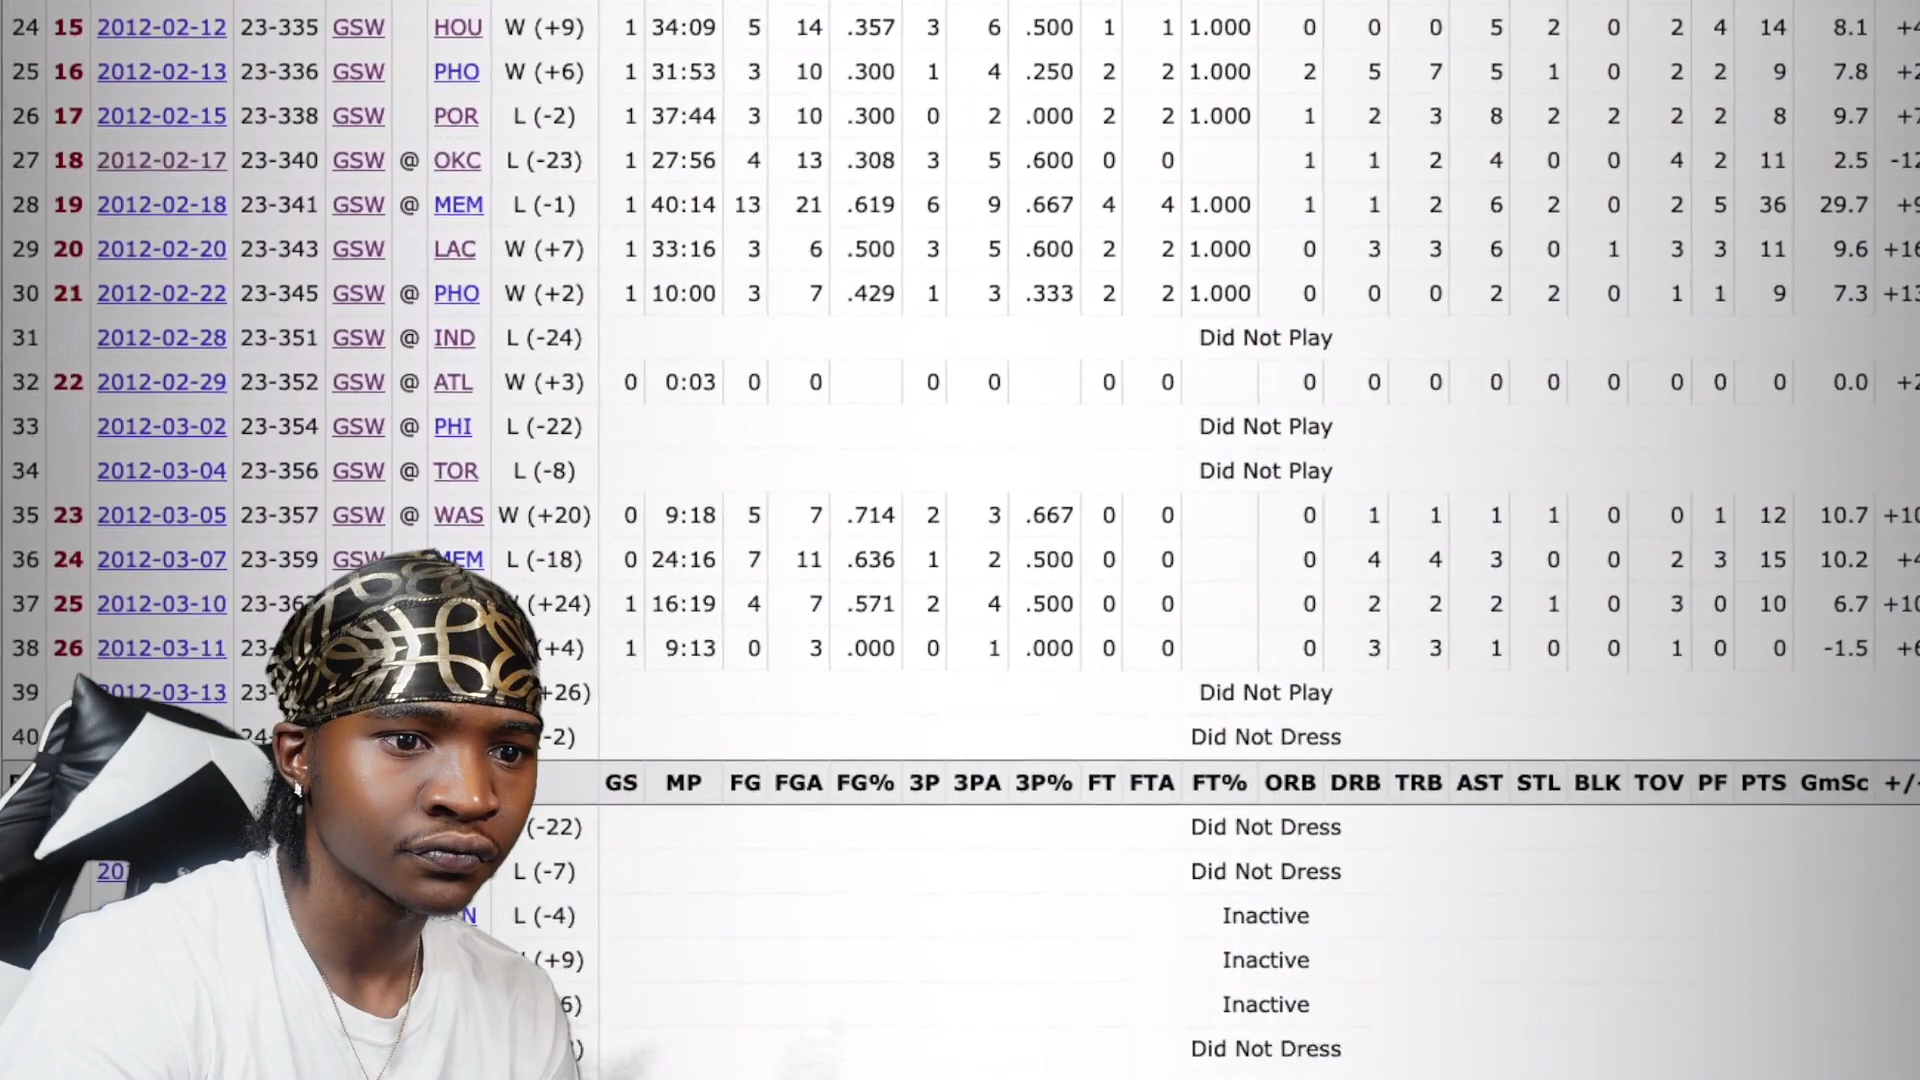 24 15 2012-02-12 23-335 GSW HOU W (+9) 1 34:09 5 14 .357 3 6 .500 1 1 1.000 0 0 0 5 2 0 2 4 14 8.1
25 16 2012-02-13 23-336 GSW PHO W (+6) 1 31:53 3 10 .300 1 4 .250 2 2 1.000 2 5 7 5 1 0 2 2 9 7.8
26 17 2012-02-15 23-338 GSW POR L (-2) 1 37:44 3 10 .300 0 2 .000 2 2 1.000 1 2 3 8 2 2 2 2 8 9.7
27 18 2012-02-17 23-340 GSW @ OKC L (-23) 1 27:56 4 13 .308 3 5 .600 0 0 1 1 2 4 0 0 4 2 11 2.5 -12
28 19 2012-02-18 23-341 GSW @ MEM L (-1) 1 40:14 13 21 .619 6 9 .667 4 4 1.000 1 1 2 6 2 0 2 5 36 29.7 +9
29 20 2012-02-20 23-343 GSW LAC W (+7) 1 33:16 3 6 .500 3 5 .600 2 2 1.000 0 3 3 6 0 1 3 3 11 9.6 +16
30 21 2012-02-22 23-345 GSW @ PHO W (+2) 1 10:00 3 7 .429 1 3 .333 2 2 1.000 0 0 0 2 2 0 1 1 9 7.3 +13
31 2012-02-28 23-351 GSW @ IND L (-24) Did Not Play
32 22 2012-02-29 23-352 GSW @ ATL W (+3) 0 0:03 0 0 0 0 0 0 0 0 0 0 0 0 0 0 0 0.0
33 2012-03-02 23-354 GSW @ PHI L (-22) Did Not Play
34 2012-03-04 23-356 GSW @ TOR L (-8) Did Not Play
35 23 2012-03-05 23-357 GSW @ WAS W (+20) 0 9:18 5 7 .714 2 3 .667 0 0 0 1 1 1 1 0 0 1 12 10.7 +10
36 24 2012-03-07 23-359 GSW MEM L (-18) 0 24:16 7 11 .636 1 2 .500 0 0 0 4 4 3 0 0 2 3 15 10.2
37 25 2012-03-10 (+24) 1 16:19 4 7 .571 2 4 .500 0 0 0 2 2 2 1 0 3 0 10 6.7 +10
38 26 2012-03-11 (+4) 1 9:13 0 3 .000 0 1 .000 0 0 0 3 3 1 0 0 1 0 0 -1.5
39 2012-03-13 +26) Did Not Play
40 -2) Did Not Dress
GS MP FG FGA FG% 3P 3PA 3P% FT FTA FT% ORB DRB TRB AST STL BLK TOV PF PTS GmSc +/-
(-22) Did Not Dress
L (-7) Did Not Dress
L (-4) Inactive
(+9) Inactive
Inactive
Did Not Dress